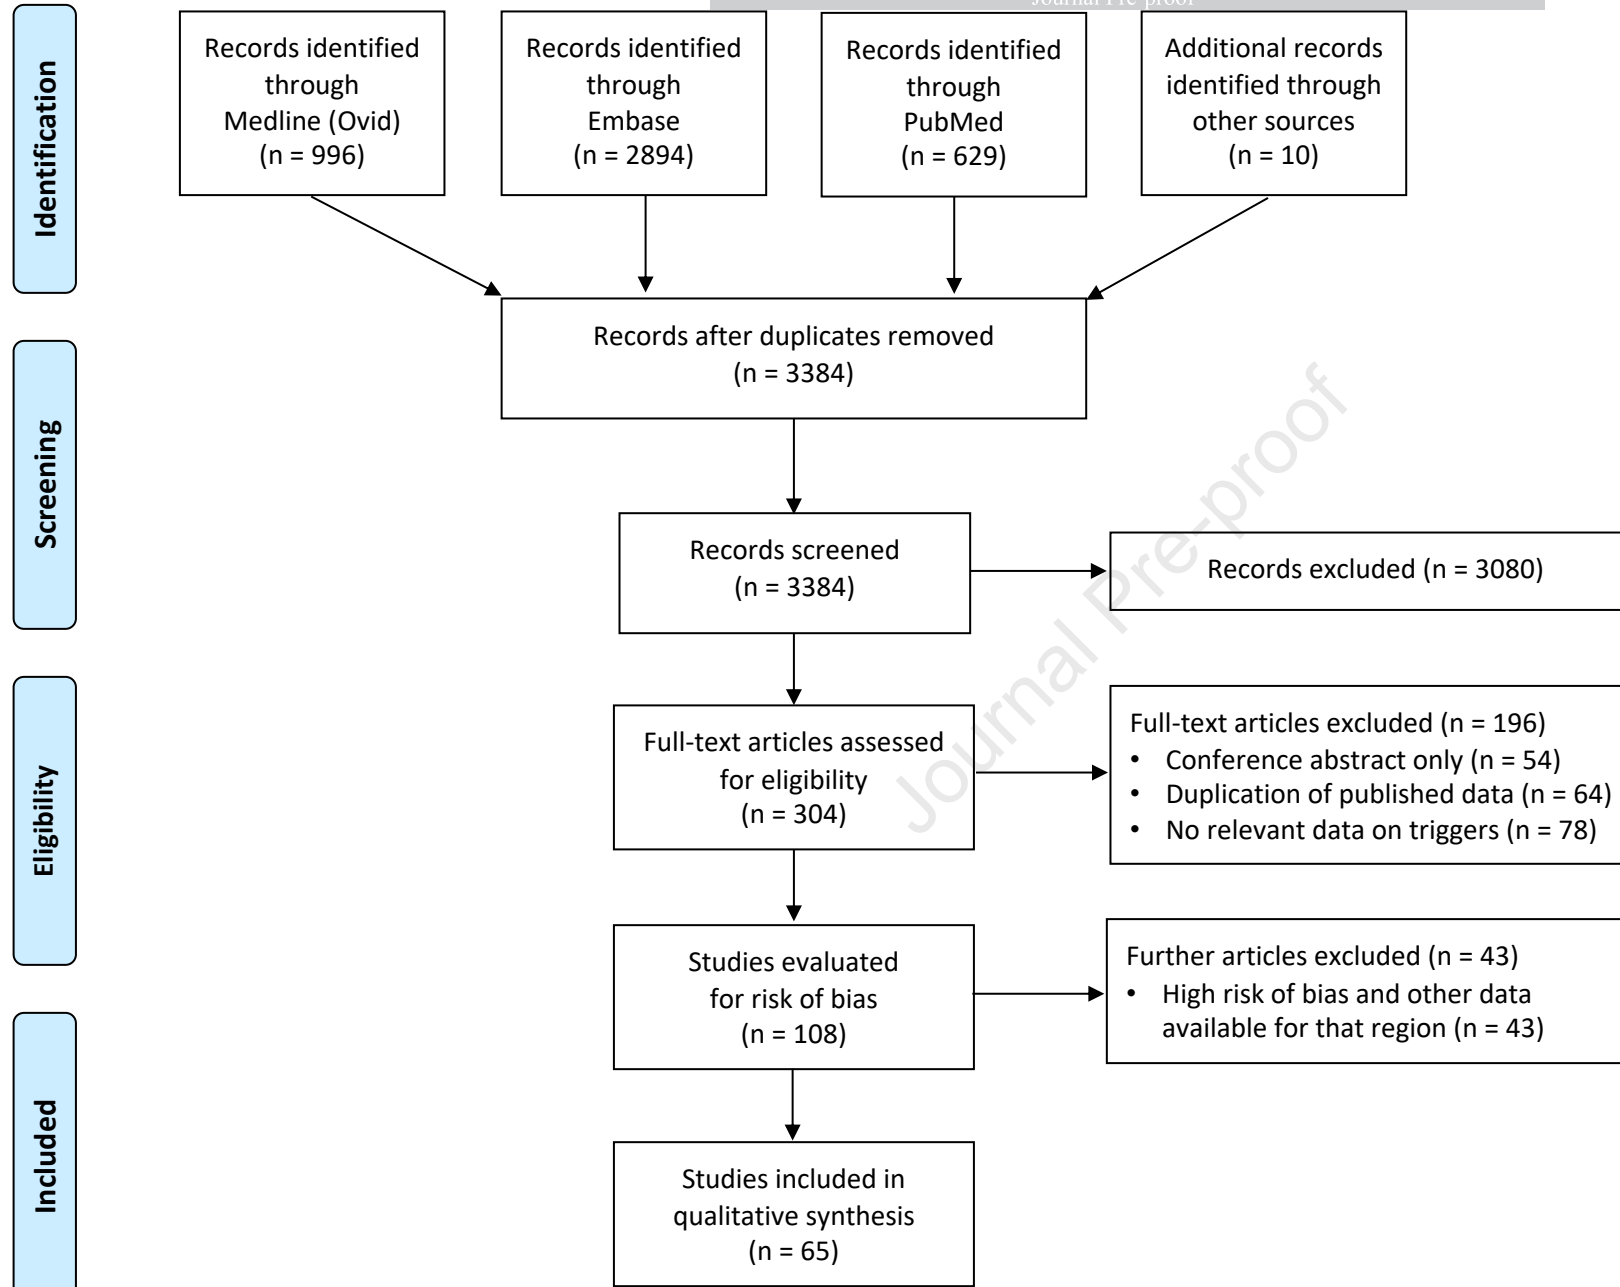 Journal Pre-proof
Identification
Records identified
through
Medline (Ovid)
(n = 996)
Records identified
through
Embase
(n = 2894)
Records identified
through
PubMed
(n = 629)
Additional records
identified through
other sources
(n = 10)
Records after duplicates removed
(n = 3384)
Screening
Records screened
(n = 3384)
Records excluded (n = 3080)
Journal Pre-proof
Eligibility
Full-text articles assessed
for eligibility
(n = 304)
Full-text articles excluded (n = 196)
• Conference abstract only (n = 54)
• Duplication of published data (n = 64)
• No relevant data on triggers (n = 78)
Studies evaluated
for risk of bias
(n = 108)
Further articles excluded (n = 43)
• High risk of bias and other data
available for that region (n = 43)
Included
Studies included in
qualitative synthesis
(n = 65)